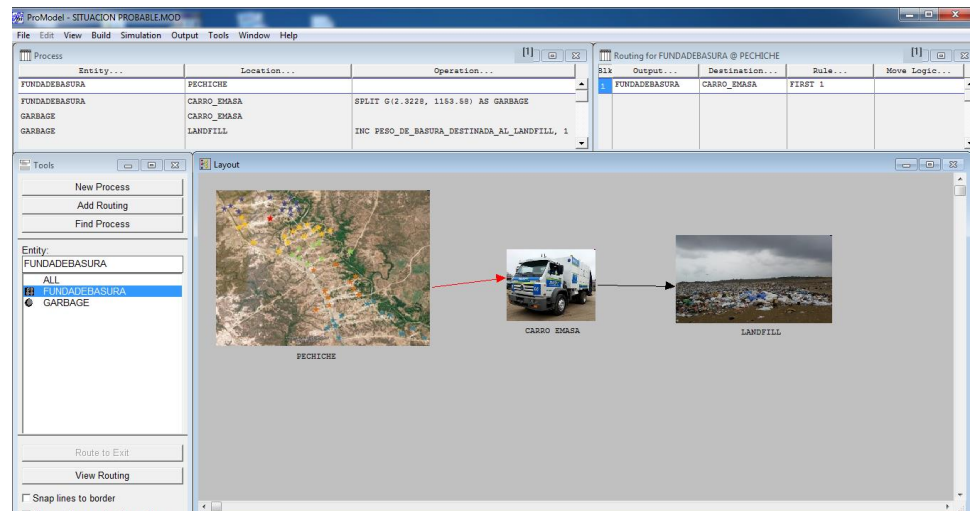 ProModel - SITUACION PROBABLE.MOD
File Edit View Build Simulation Output Tools Window Help
Process [1]
Entity... Location... Operation...
FUNDADEBASURA PECHICHE
FUNDADEBASURA CARRO_EMASA SPLIT G(2.3228, 1153.58) AS GARBAGE
GARBAGE CARRO_EMASA
GARBAGE LANDFILL INC PESO_DE_BASURA_DESTINADA_AL_LANDFILL, 1
Routing for FUNDADEBASURA @ PECHICHE [1]
Blk Output... Destination... Rule... Move Logic...
1 FUNDADEBASURA CARRO_EMASA FIRST 1
Tools
New Process
Add Routing
Find Process
Entity:
FUNDADEBASURA
ALL
FUNDADEBASURA
GARBAGE
Route to Exit
View Routing
Snap lines to border
Layout
PECHICHE
CARRO EMASA
LANDFILL